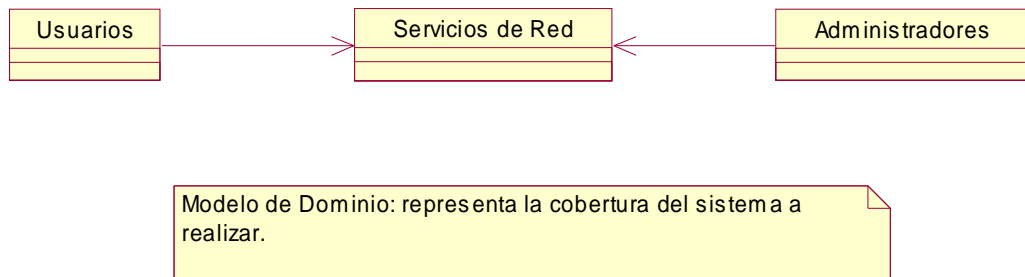 Usuarios
Servicios de Red
Administradores
Modelo de Dominio: representa la cobertura del sistema a
realizar.